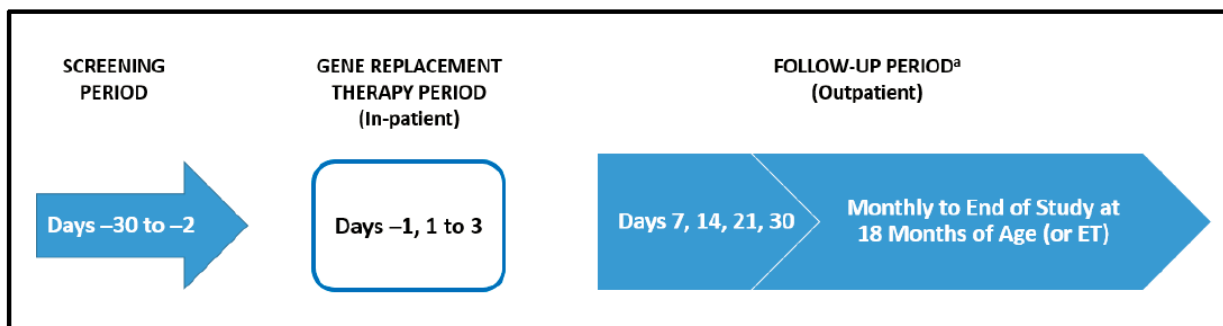 SCREENING
PERIOD
GENE REPLACEMENT
THERAPY PERIOD
(In-patient)
FOLLOW-UP PERIODᵃ
(Outpatient)
Days –30 to –2
Days –1, 1 to 3
Days 7, 14, 21, 30
Monthly to End of Study at
18 Months of Age (or ET)